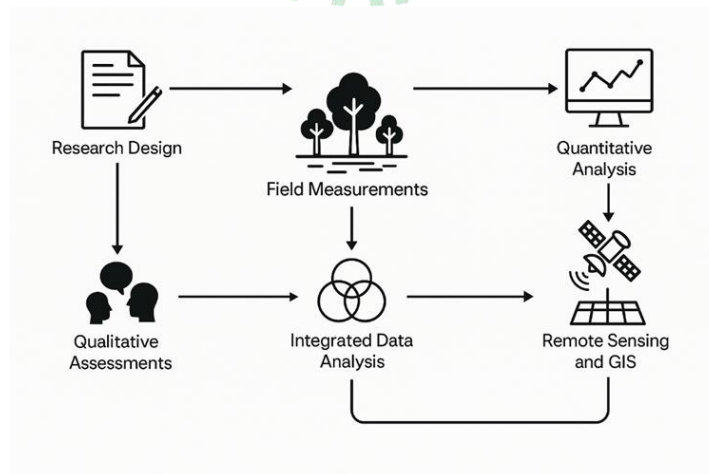 Research Design
Field Measurements
Quantitative
Analysis
Qualitative
Assessments
Integrated Data
Analysis
Remote Sensing
and GIS